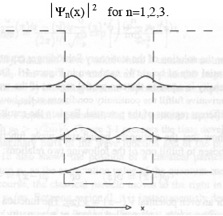 |Ψn(x)|² for n=1,2,3.
x